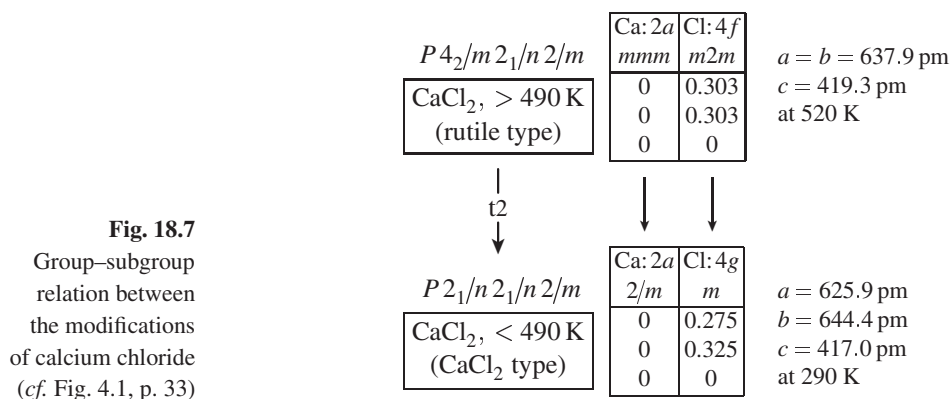 Fig. 18.7
Group–subgroup
relation between
the modifications
of calcium chloride
(cf. Fig. 4.1, p. 33)
P 4₂/m 2₁/n 2/m
CaCl₂, > 490 K
(rutile type)
Ca: 2a Cl: 4f
mmm m2m
0 0.303
0 0.303
0 0
a = b = 637.9 pm
c = 419.3 pm
at 520 K
t2
P 2₁/n 2₁/n 2/m
CaCl₂, < 490 K
(CaCl₂ type)
Ca: 2a Cl: 4g
2/m m
0 0.275
0 0.325
0 0
a = 625.9 pm
b = 644.4 pm
c = 417.0 pm
at 290 K